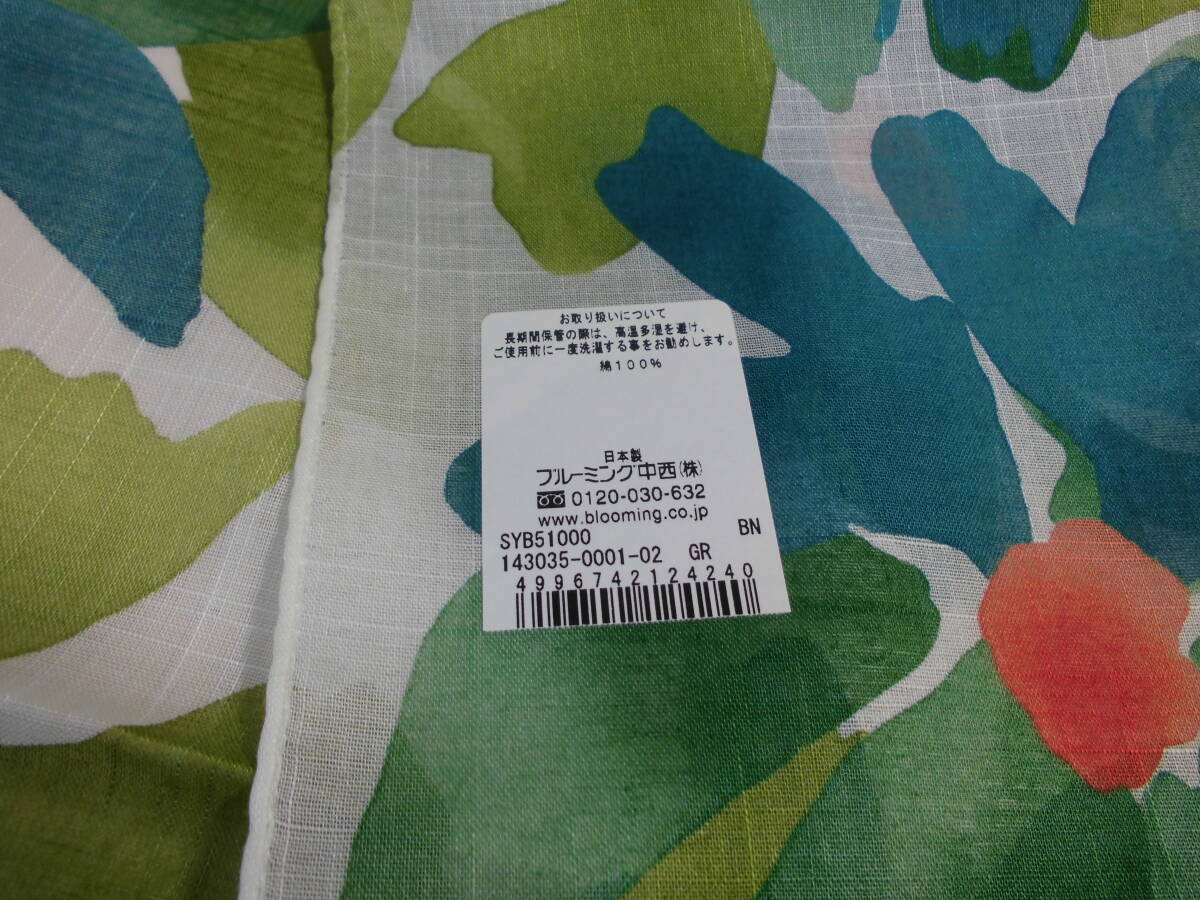 お取り扱いについて
長期間保管の際は、高温多湿を避け、
ご使用前に一度洗濯する事をお勧めします。
綿100%
日本製
ブルーミング中西(株)
0120-030-632
www.blooming.co.jp
SYB51000 BN
143035-0001-02 GR
4996742124240